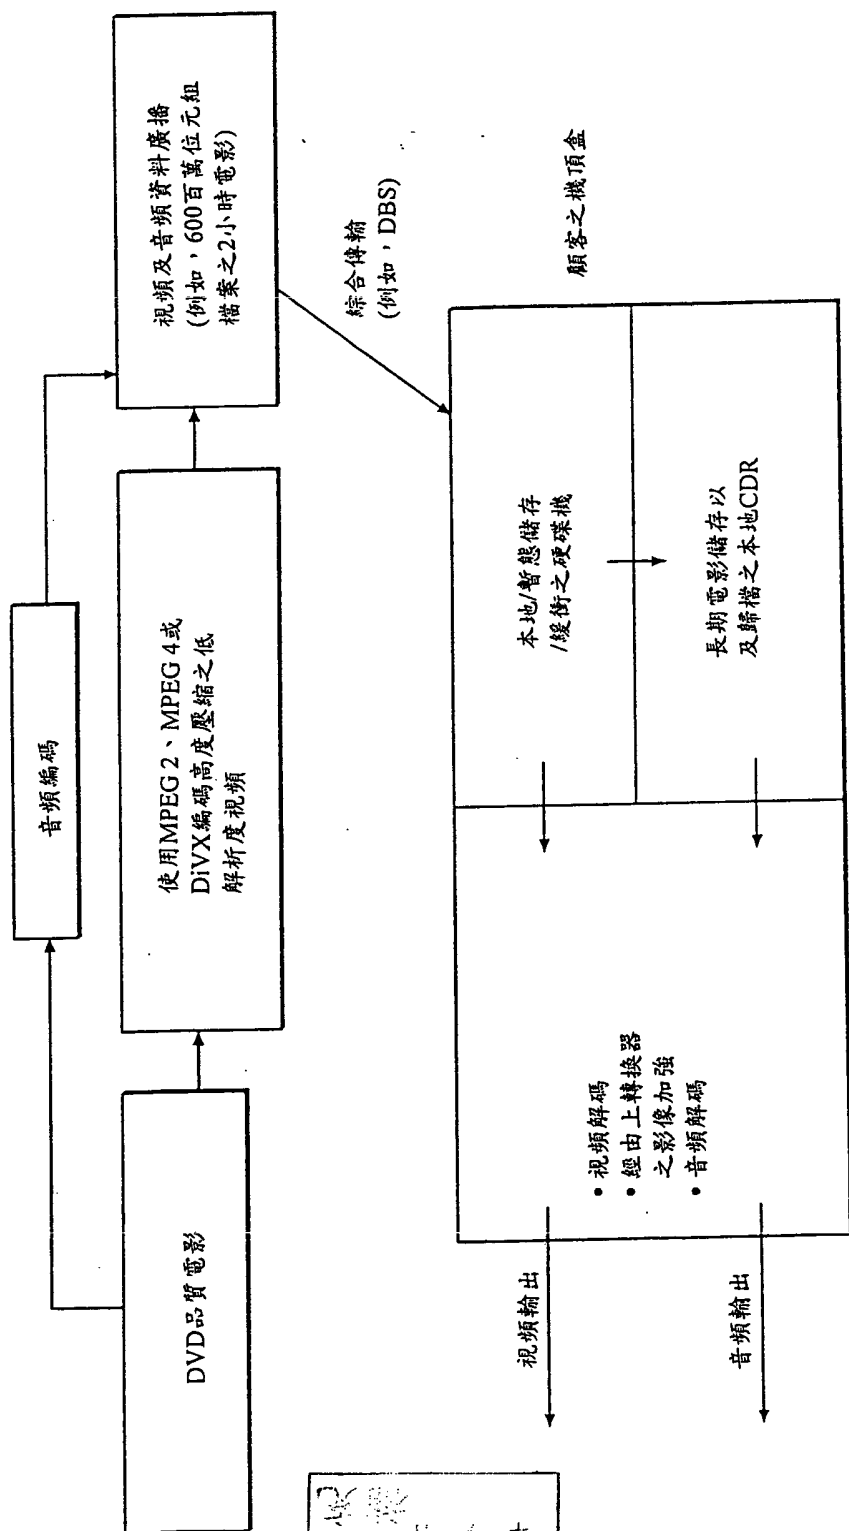 DVD品質電影
音頻編碼
使用MPEG 2、MPEG 4或
DiVX編碼高度壓縮之低
解析度視頻
視頻及音頻資料廣播
(例如，600百萬位元組
檔案之2小時電影)
綜合傳輸
(例如，DBS)
顧客之機頂盒
本地/暫態儲存
/緩衝之硬碟機
長期電影儲存以
及歸檔之本地CDR
• 視頻解碼
• 經由上轉換器
之影像加強
• 音頻解碼
視頻輸出
音頻輸出